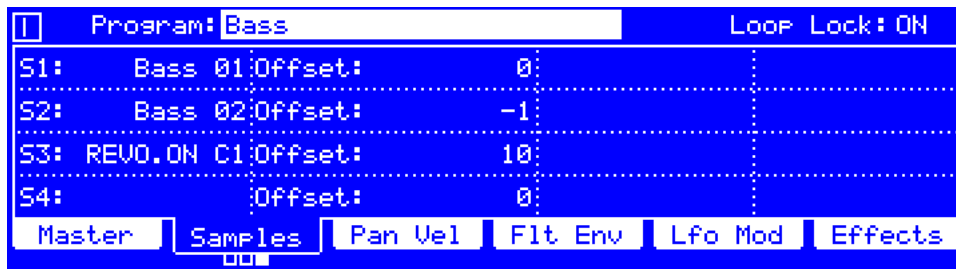 Program: Bass Loop Lock: ON
S1: Bass 01 Offset: 0
S2: Bass 02 Offset: -1
S3: REVO.ON C1 Offset: 10
S4: Offset: 0
Master Samples Pan Vel Flt Env Lfo Mod Effects